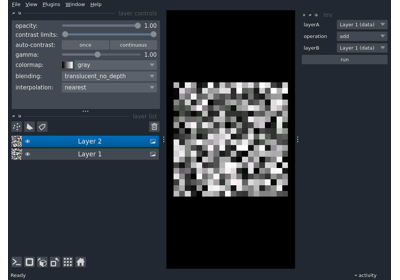 File View Plugins Window Help
layer controls
opacity: 1.00
contrast limits:
auto-contrast: once continuous
gamma: 1.00
colormap: gray
blending: translucent_no_depth
interpolation: nearest
layer list
Layer 2
Layer 1
Ready
layerA Layer 1 (data)
operation add
layerB Layer 1 (data)
run
activity